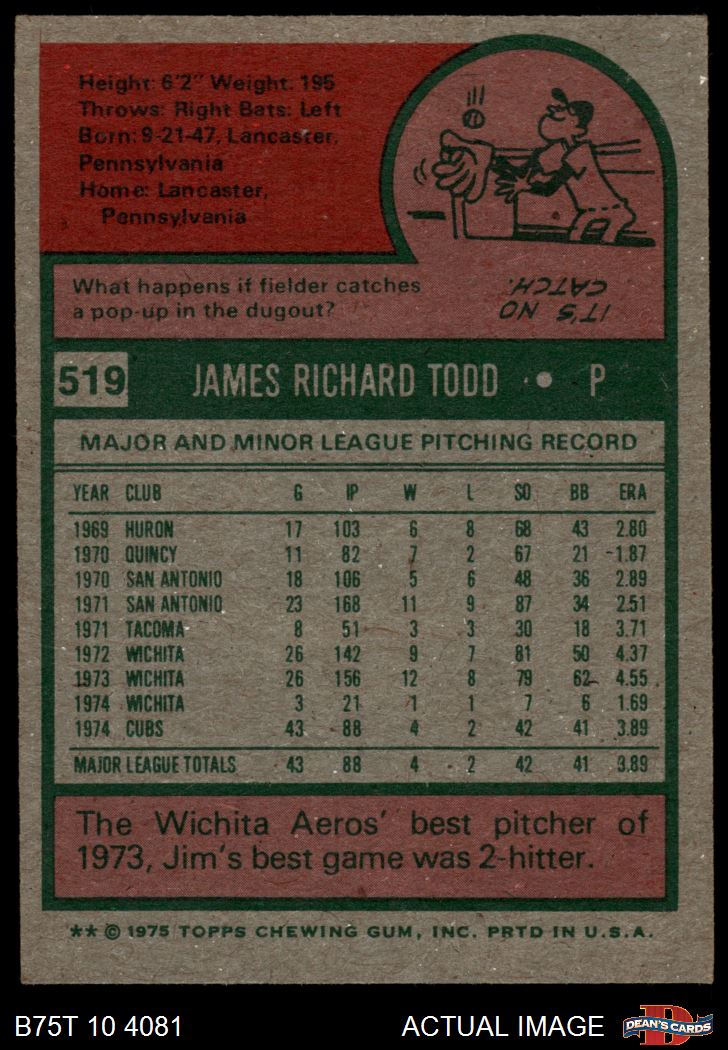 Height: 6'2" Weight: 195
Throws: Right Bats: Left
Born: 9-21-47, Lancaster,
Pennsylvania
Home: Lancaster,
Pennsylvania
What happens if fielder catches
a pop-up in the dugout?
IT'S NO
CATCH.
519 JAMES RICHARD TODD • P
MAJOR AND MINOR LEAGUE PITCHING RECORD
YEAR CLUB G IP W L SO BB ERA
1969 HURON 17 103 6 8 68 43 2.80
1970 QUINCY 11 82 7 2 67 21 1.87
1970 SAN ANTONIO 18 106 5 6 48 36 2.89
1971 SAN ANTONIO 23 168 11 9 87 34 2.51
1971 TACOMA 8 51 3 3 30 18 3.71
1972 WICHITA 26 142 9 7 81 50 4.37
1973 WICHITA 26 156 12 8 79 62 4.55
1974 WICHITA 3 21 1 1 7 6 1.69
1974 CUBS 43 88 4 2 42 41 3.89
MAJOR LEAGUE TOTALS 43 88 4 2 42 41 3.89
The Wichita Aeros' best pitcher of
1973, Jim's best game was 2-hitter.
** © 1975 TOPPS CHEWING GUM, INC. PRTD IN U.S.A.
B75T 10 4081 ACTUAL IMAGE D DEAN'S CARDS